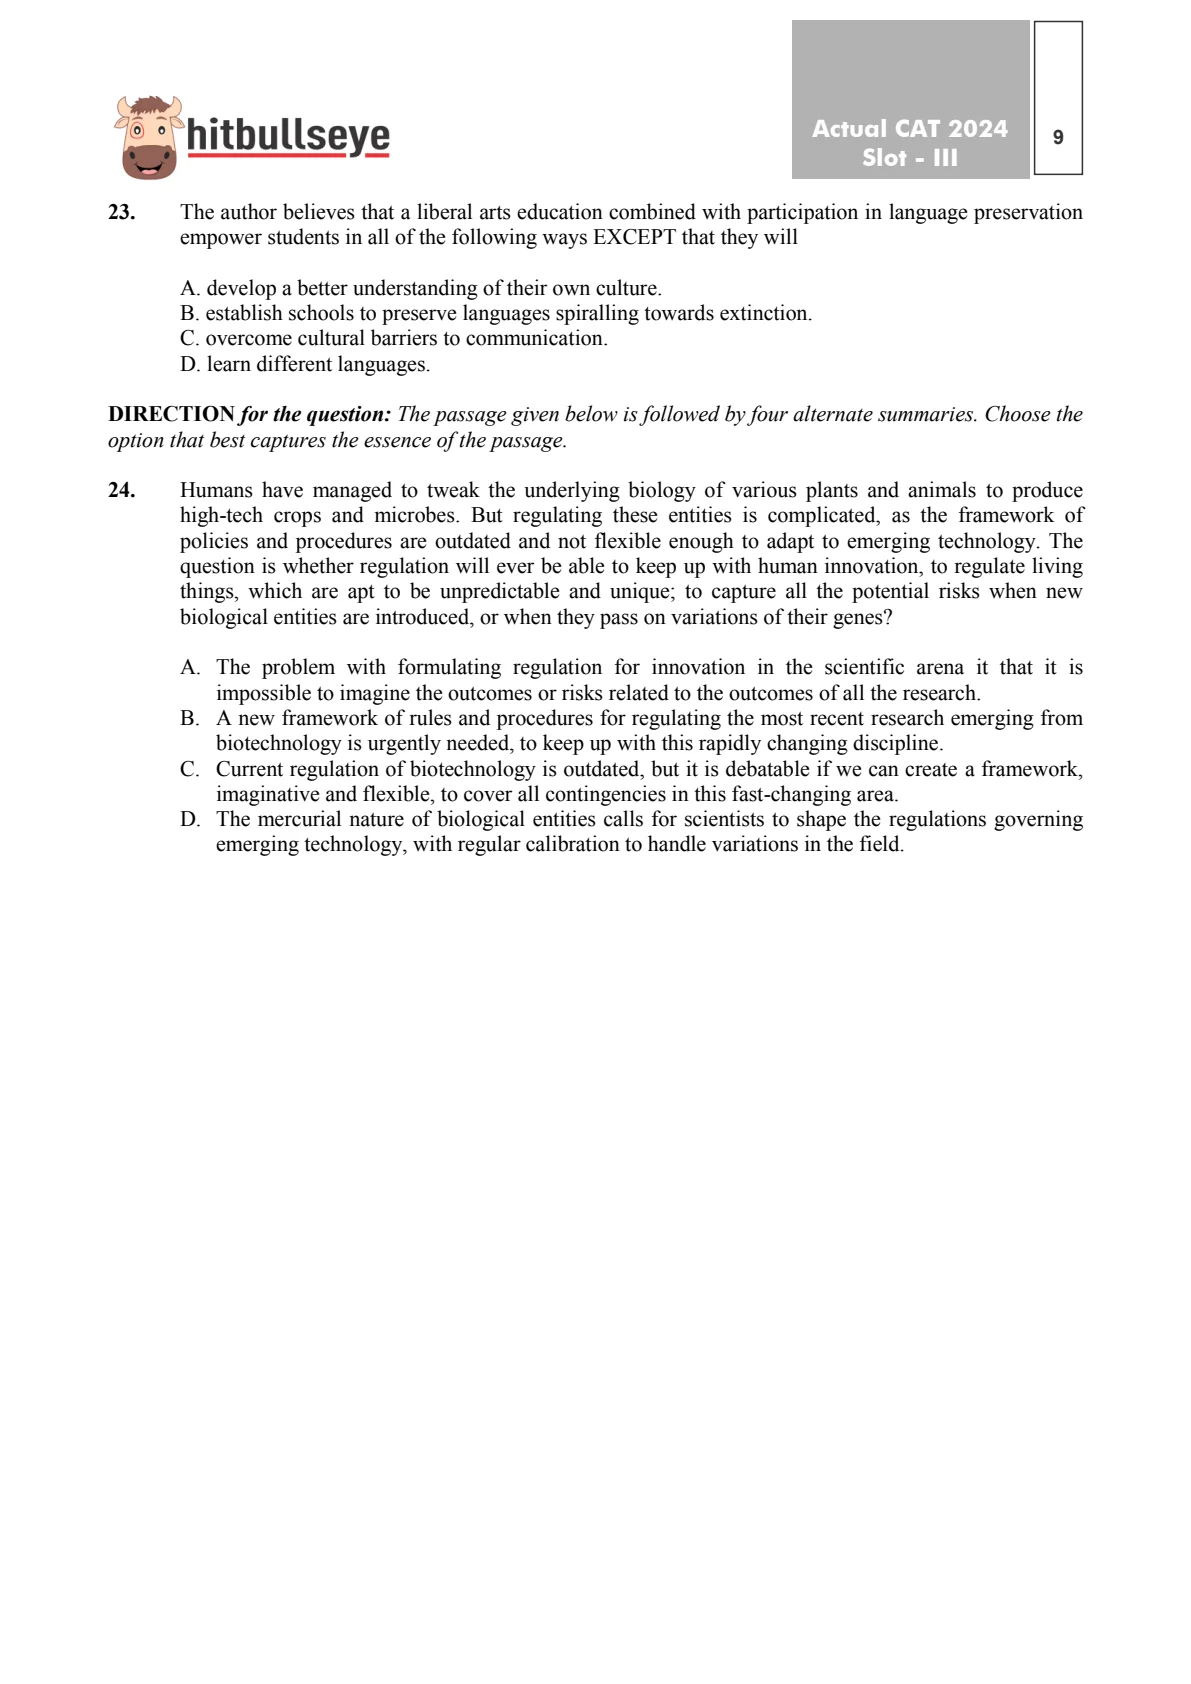 hitbullseye
Actual CAT 2024
Slot - III
9
23. The author believes that a liberal arts education combined with participation in language preservation
empower students in all of the following ways EXCEPT that they will
A. develop a better understanding of their own culture.
B. establish schools to preserve languages spiralling towards extinction.
C. overcome cultural barriers to communication.
D. learn different languages.
DIRECTION for the question: The passage given below is followed by four alternate summaries. Choose the
option that best captures the essence of the passage.
24. Humans have managed to tweak the underlying biology of various plants and animals to produce
high-tech crops and microbes. But regulating these entities is complicated, as the framework of
policies and procedures are outdated and not flexible enough to adapt to emerging technology. The
question is whether regulation will ever be able to keep up with human innovation, to regulate living
things, which are apt to be unpredictable and unique; to capture all the potential risks when new
biological entities are introduced, or when they pass on variations of their genes?
A. The problem with formulating regulation for innovation in the scientific arena it that it is
impossible to imagine the outcomes or risks related to the outcomes of all the research.
B. A new framework of rules and procedures for regulating the most recent research emerging from
biotechnology is urgently needed, to keep up with this rapidly changing discipline.
C. Current regulation of biotechnology is outdated, but it is debatable if we can create a framework,
imaginative and flexible, to cover all contingencies in this fast-changing area.
D. The mercurial nature of biological entities calls for scientists to shape the regulations governing
emerging technology, with regular calibration to handle variations in the field.